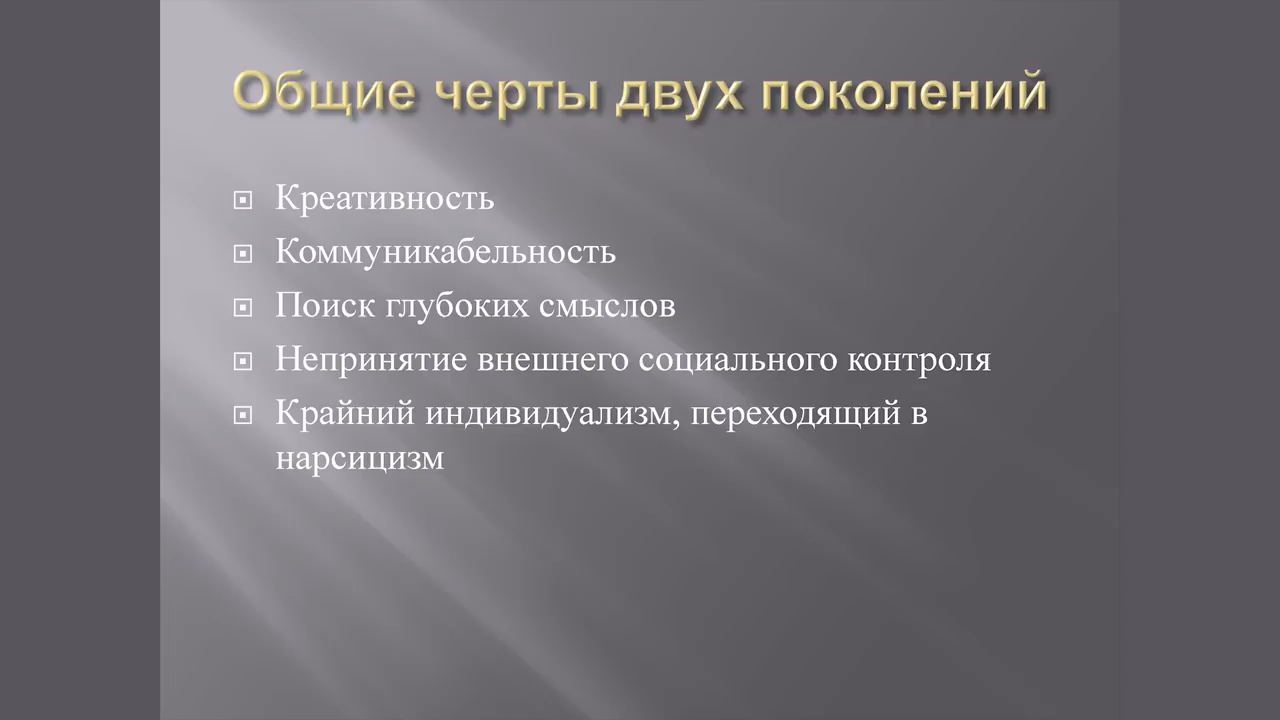 Общие черты двух поколений
Креативность
Коммуникабельность
Поиск глубоких смыслов
Непринятие внешнего социального контроля
Крайний индивидуализм, переходящий в
нарсицизм